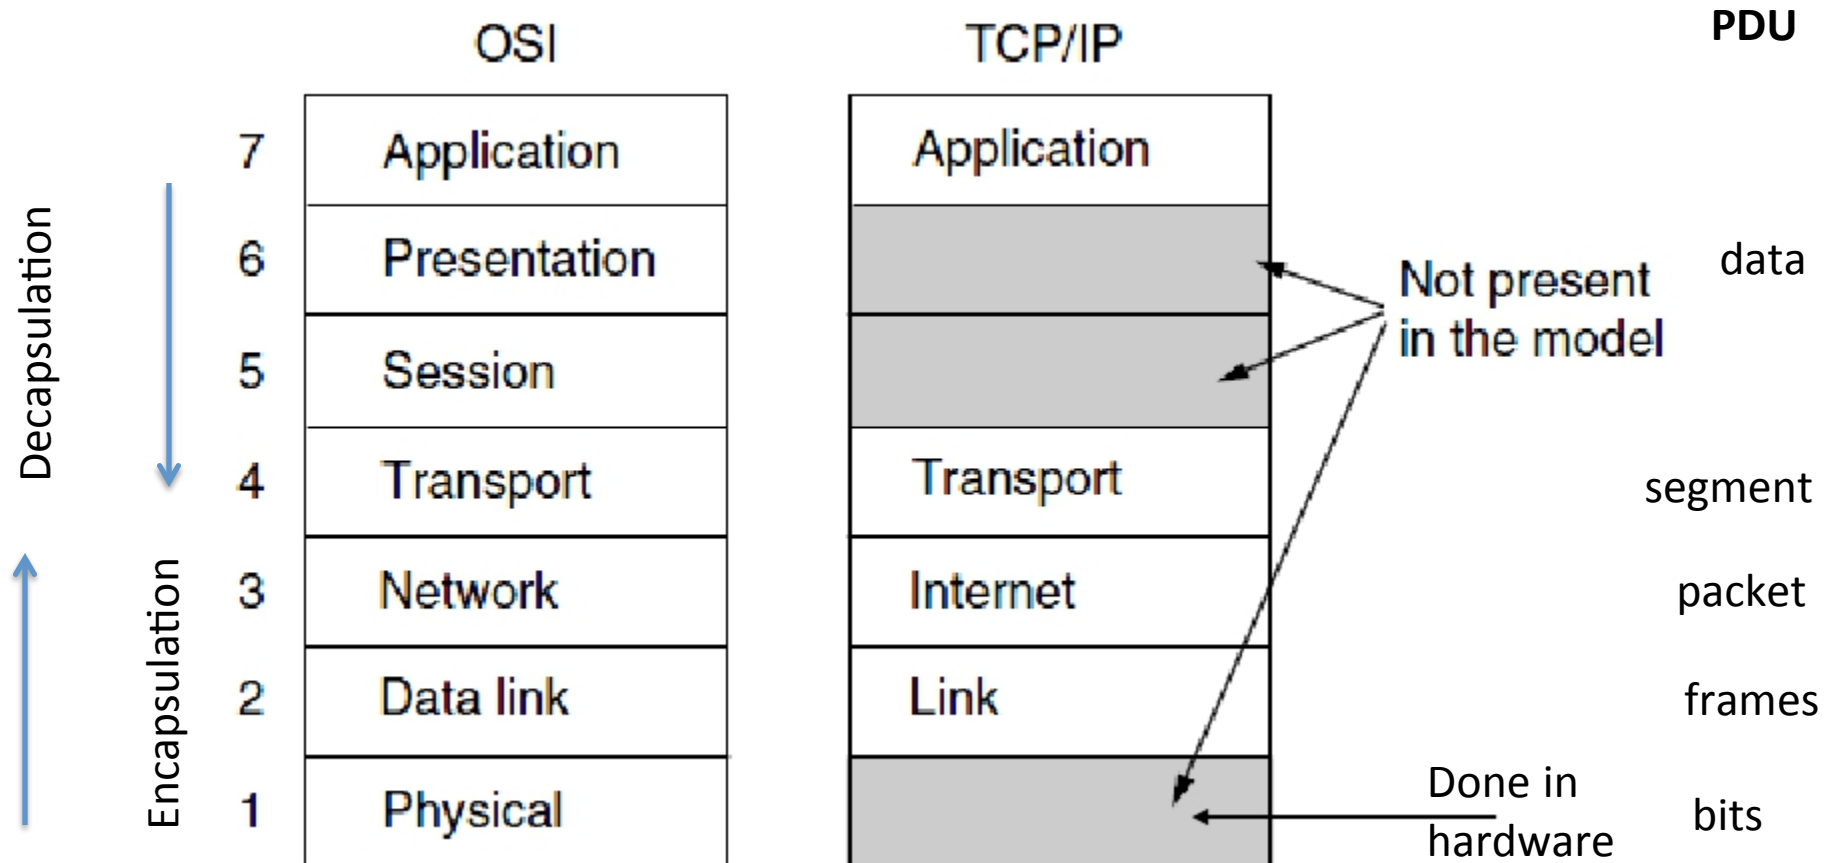 OSI
TCP/IP
PDU
7
Application
Application
6
Presentation
data
Not present
in the model
5
Session
4
Transport
Transport
segment
3
Network
Internet
packet
2
Data link
Link
frames
1
Physical
Done in
hardware
bits
Decapsulation
Encapsulation